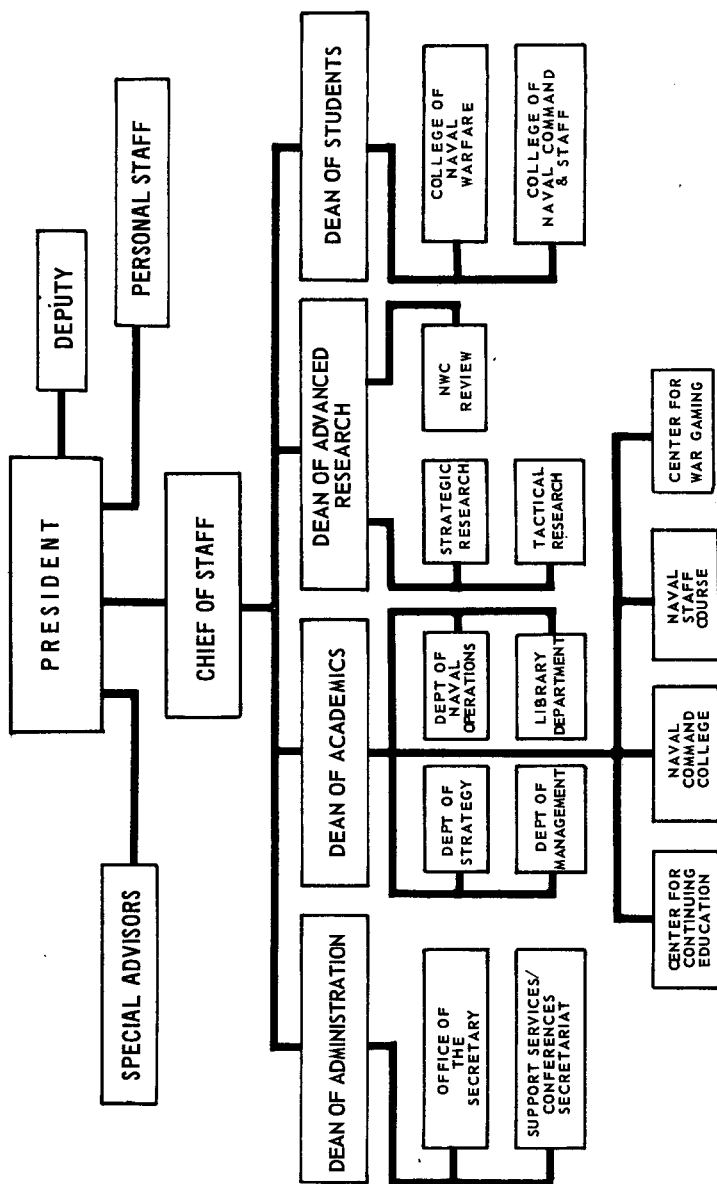 PRESIDENT
DEPUTY
SPECIAL ADVISORS
PERSONAL STAFF
CHIEF OF STAFF
DEAN OF ADMINISTRATION
DEAN OF ACADEMICS
DEAN OF ADVANCED
RESEARCH
DEAN OF STUDENTS
OFFICE OF
THE
SECRETARY
SUPPORT SERVICES/
CONFERENCES
SECRETARIAT
DEPT OF
STRATEGY
DEPT OF
NAVAL
OPERATIONS
DEPT OF
MANAGEMENT
LIBRARY
DEPARTMENT
STRATEGIC
RESEARCH
TACTICAL
RESEARCH
NWC
REVIEW
COLLEGE OF
NAVAL
WARFARE
COLLEGE OF
NAVAL COMMAND
& STAFF
CENTER FOR
CONTINUING
EDUCATION
NAVAL
COMMAND
COLLEGE
NAVAL
STAFF
COURSE
CENTER FOR
WAR GAMING